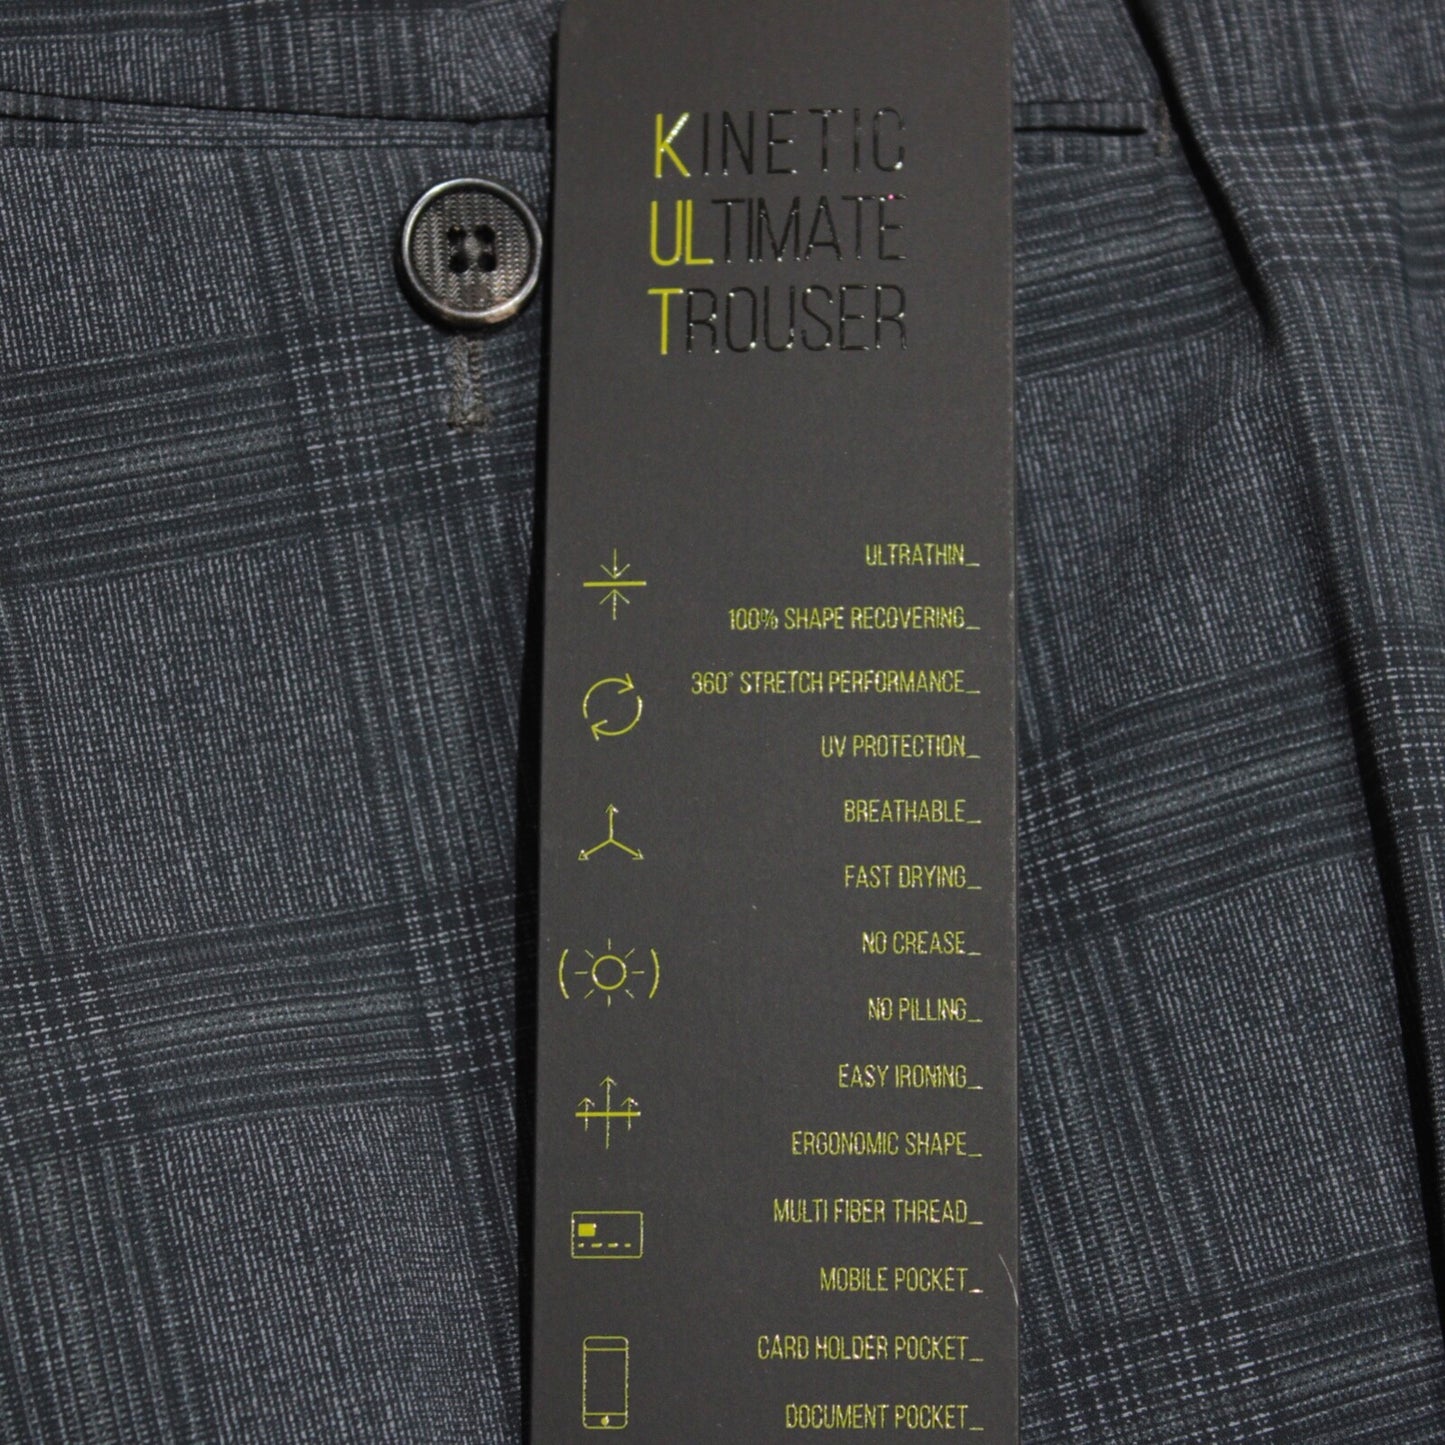 KINETIC
ULTIMATE
TROUSER
ULTRATHIN_
100% SHAPE RECOVERING_
360° STRETCH PERFORMANCE_
UV PROTECTION_
BREATHABLE_
FAST DRYING_
NO CREASE_
NO PILLING_
EASY IRONING_
ERGONOMIC SHAPE_
MULTI FIBER THREAD_
MOBILE POCKET_
CARD HOLDER POCKET_
DOCUMENT POCKET_